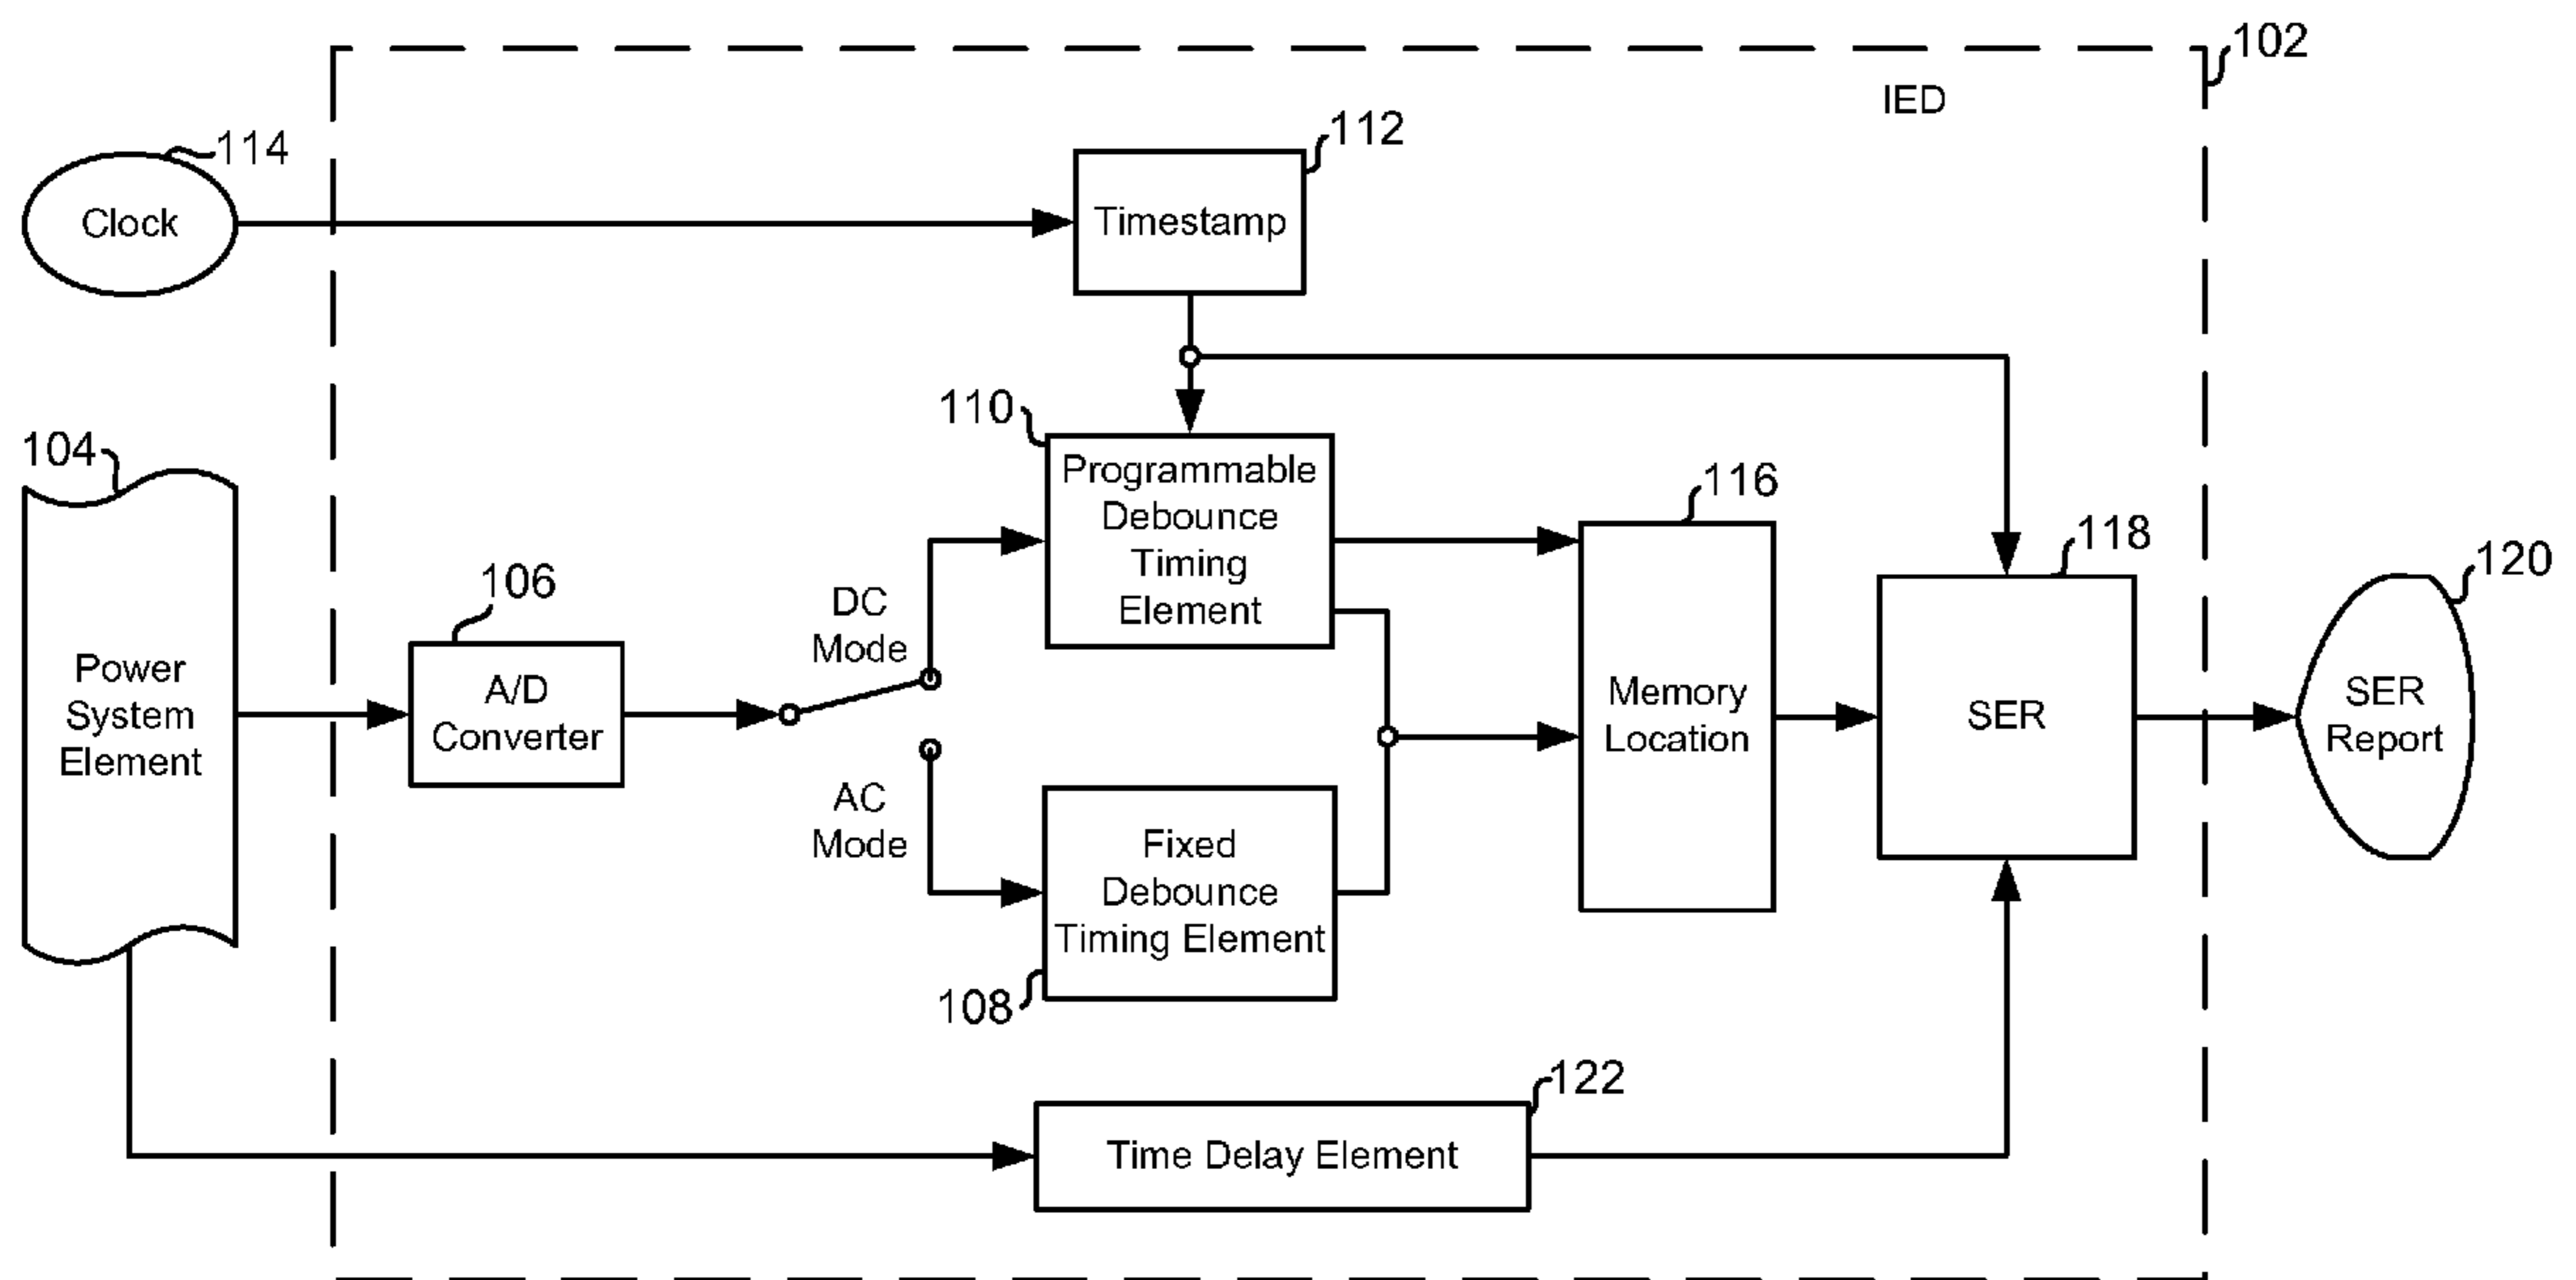 102
IED
112
114
Clock
Timestamp
110
104
Programmable
Debounce
Timing
Element
116
118
120
106
DC
Mode
Power
System
Element
A/D
Converter
Memory
Location
SER
SER
Report
AC
Mode
Fixed
Debounce
Timing Element
108
122
Time Delay Element